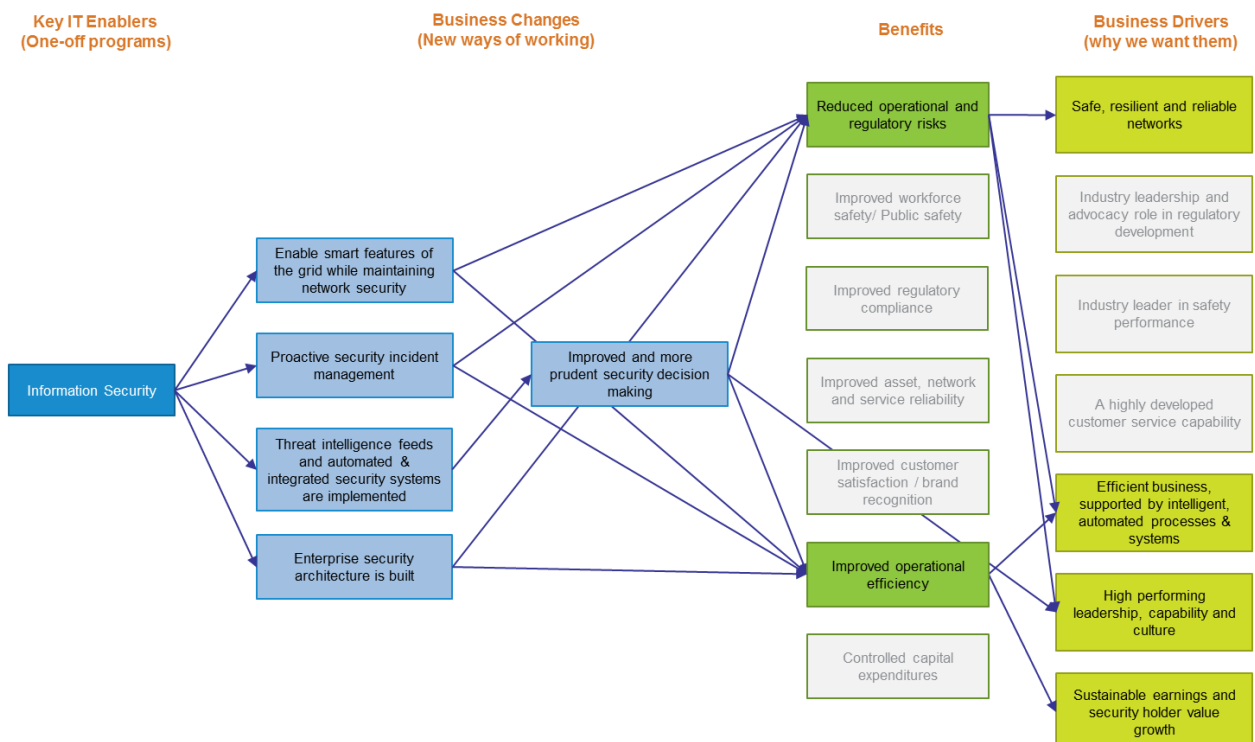 Key IT Enablers
(One-off programs)
Business Changes
(New ways of working)
Benefits
Business Drivers
(why we want them)
Information Security
Enable smart features of
the grid while maintaining
network security
Proactive security incident
management
Threat intelligence feeds
and automated &
integrated security systems
are implemented
Enterprise security
architecture is built
Improved and more
prudent security decision
making
Reduced operational and
regulatory risks
Improved workforce
safety/ Public safety
Improved regulatory
compliance
Improved asset, network
and service reliability
Improved customer
satisfaction / brand
recognition
Improved operational
efficiency
Controlled capital
expenditures
Safe, resilient and reliable
networks
Industry leadership and
advocacy role in regulatory
development
Industry leader in safety
performance
A highly developed
customer service capability
Efficient business,
supported by intelligent,
automated processes &
systems
High performing
leadership, capability and
culture
Sustainable earnings and
security holder value
growth